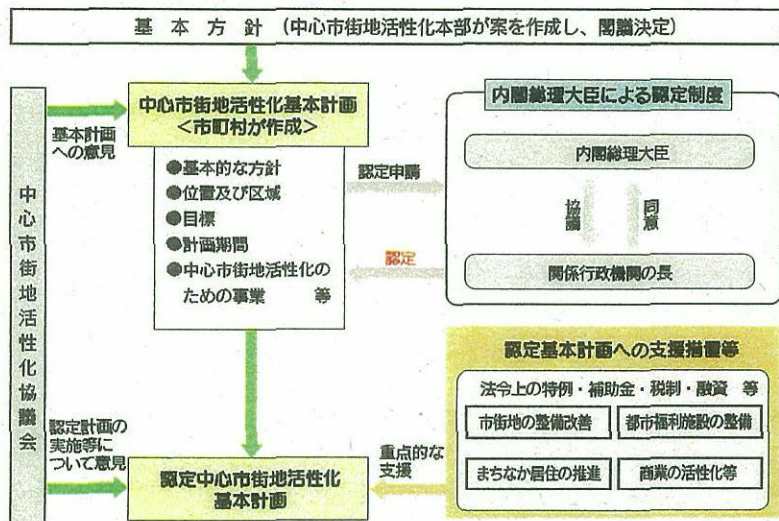 基本方針（中心市街地活性化本部が案を作成し、閣議決定）
中心市街地活性化協議会
基本計画
への意見
中心市街地活性化基本計画
＜市町村が作成＞
●基本的な方針
●位置及び区域
●目標
●計画期間
●中心市街地活性化の
ための事業　等
認定申請
認定
内閣総理大臣による認定制度
内閣総理大臣
協議
同意
関係行政機関の長
認定計画の
実施等に
ついて意見
認定中心市街地活性化
基本計画
重点的な
支援
認定基本計画への支援措置等
法令上の特例・補助金・税制・融資　等
市街地の整備改善
都市福利施設の整備
まちなか居住の推進
商業の活性化等